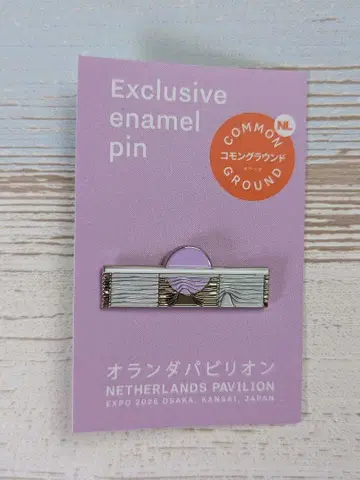 Exclusive
enamel
pin
NL
COMMON
コモングラウンド
GROUND
オランダパビリオン
NETHERLANDS PAVILION
EXPO 2025 OSAKA, KANSAI, JAPAN